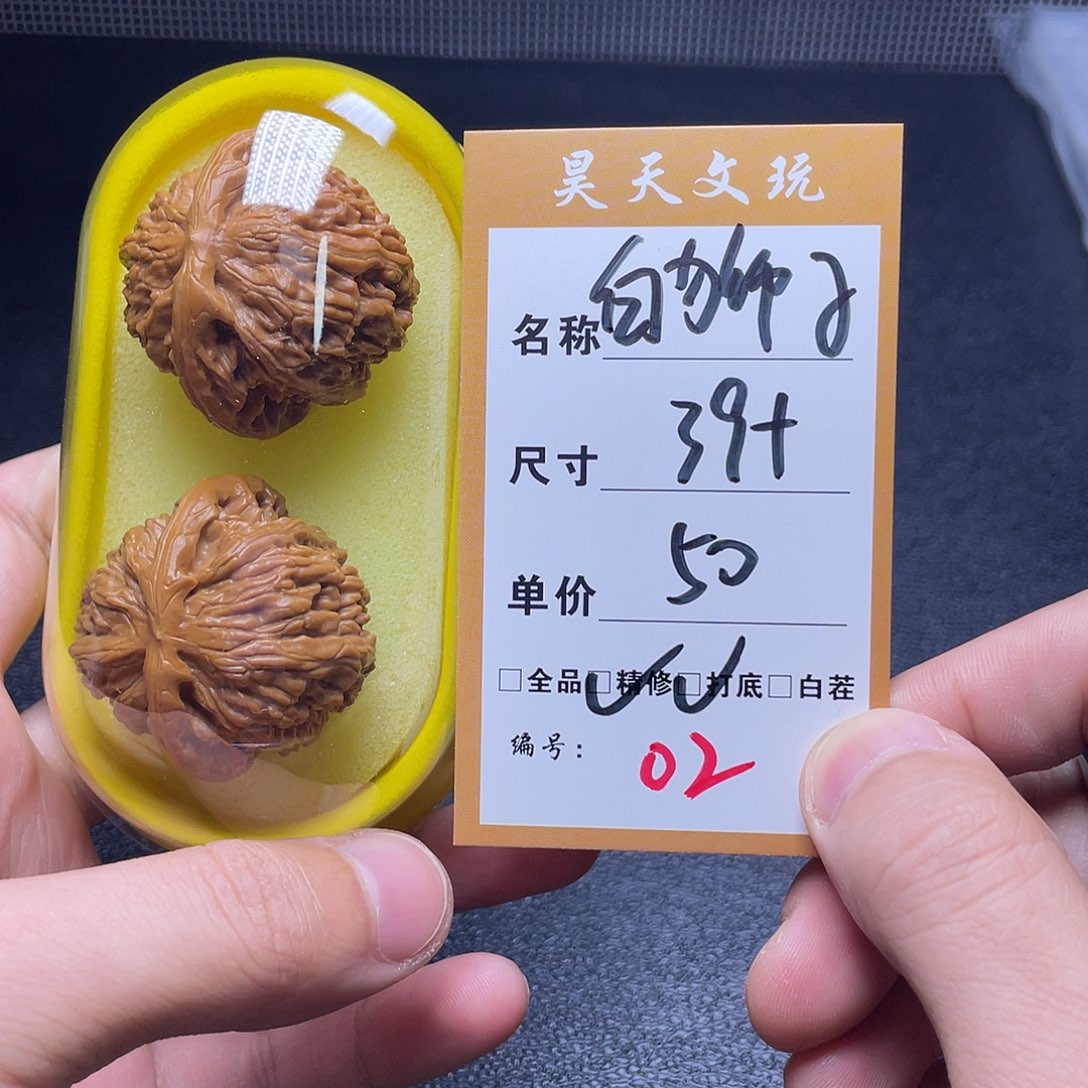 昊天文玩
名称 白狮子
尺寸 39+
单价 50
□全品 ☑精修 ☑打底 □白茬
编号: 02